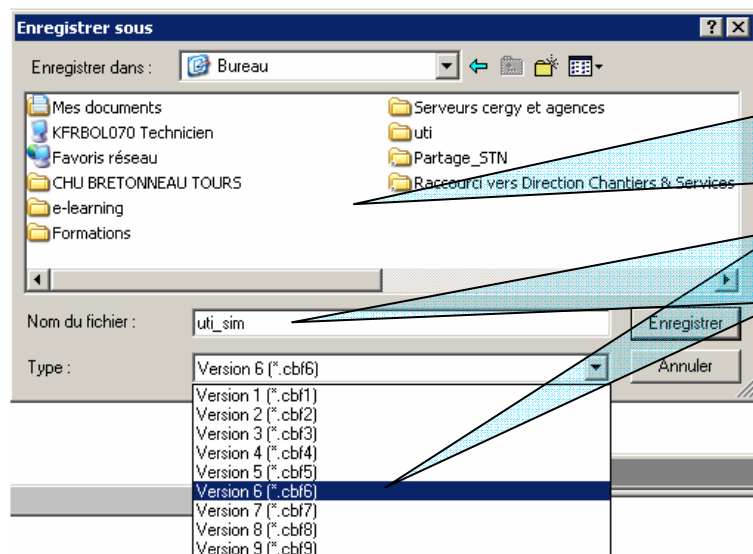 Enregistrer sous
Enregistrer dans :
Bureau
Mes documents
KFRBOL070 Technicien
Favoris réseau
CHU BRETONNEAU TOURS
e-learning
Formations
Serveurs cergy et agences
uti
Partage_STN
Raccourci vers Direction Chantiers & Services
Nom du fichier :
uti_sim
Enregistrer
Type :
Version 6 (*.cbf6)
Annuler
Version 1 (*.cbf1)
Version 2 (*.cbf2)
Version 3 (*.cbf3)
Version 4 (*.cbf4)
Version 5 (*.cbf5)
Version 6 (*.cbf6)
Version 7 (*.cbf7)
Version 8 (*.cbf8)
Version 9 (*.cbf9)